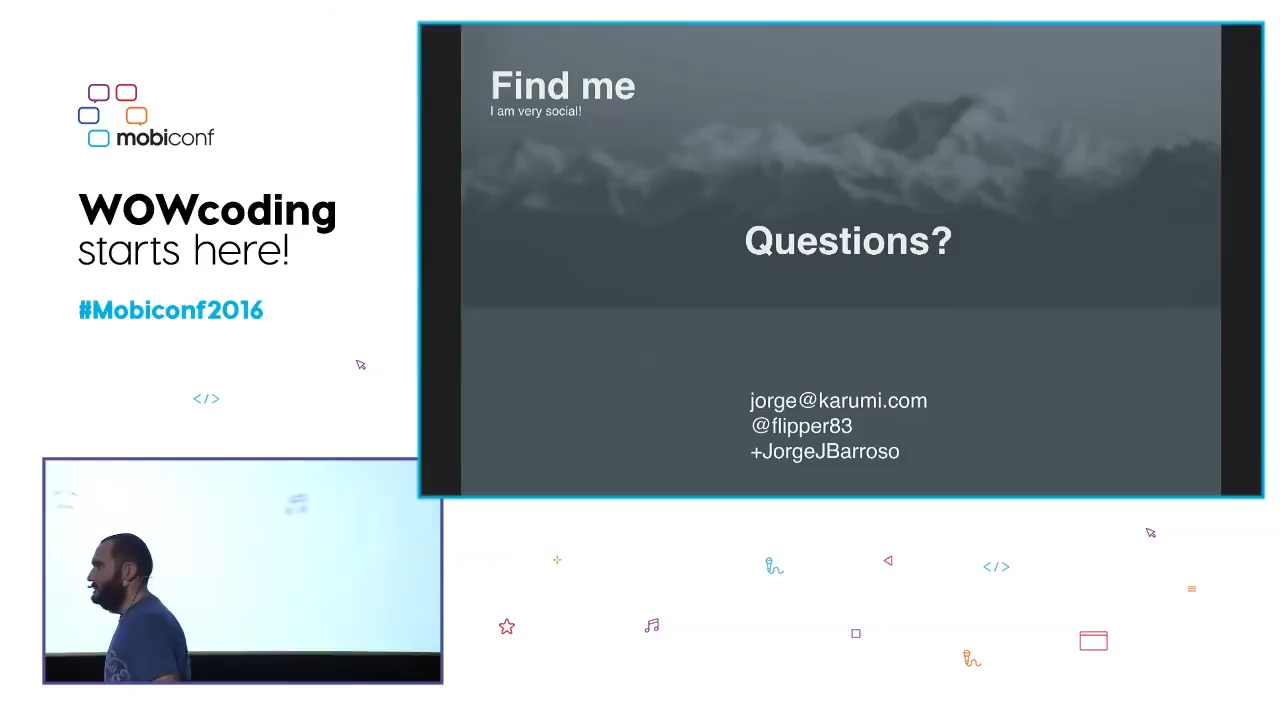 mobiconf
WOWcoding
starts here!
#Mobiconf2016
</>
Find me
I am very social!
Questions?
jorge@karumi.com
@flipper83
+JorgeJBarroso
</>